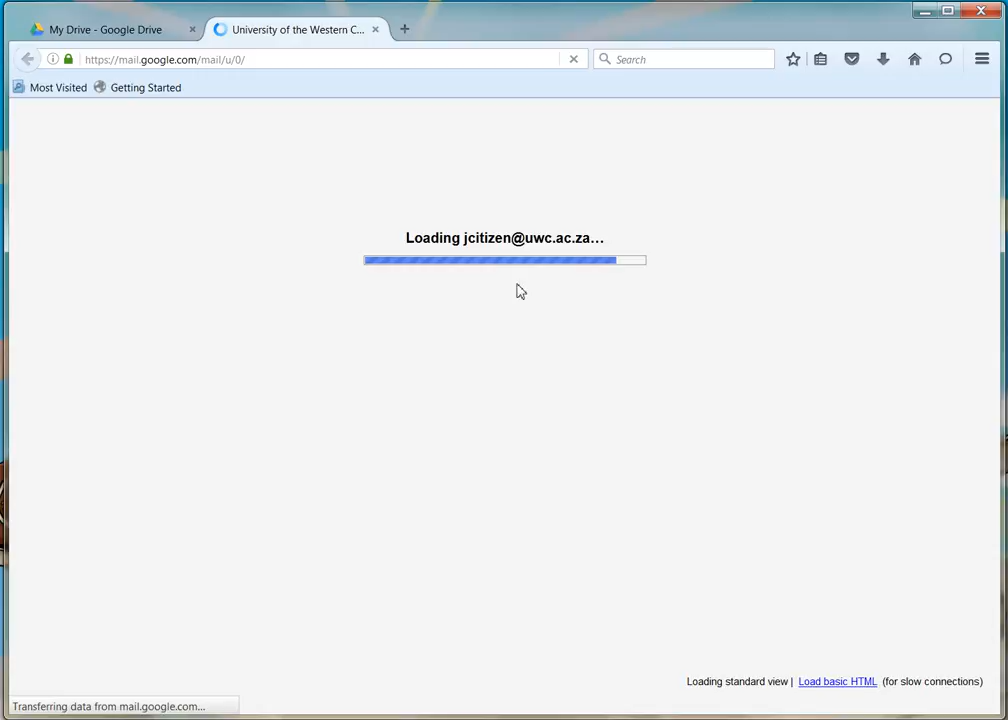 My Drive - Google Drive
University of the Western C...
https://mail.google.com/mail/u/0/
Search
Most Visited
Getting Started
Loading jcitizen@uwc.ac.za...
Loading standard view | Load basic HTML (for slow connections)
Transferring data from mail.google.com...